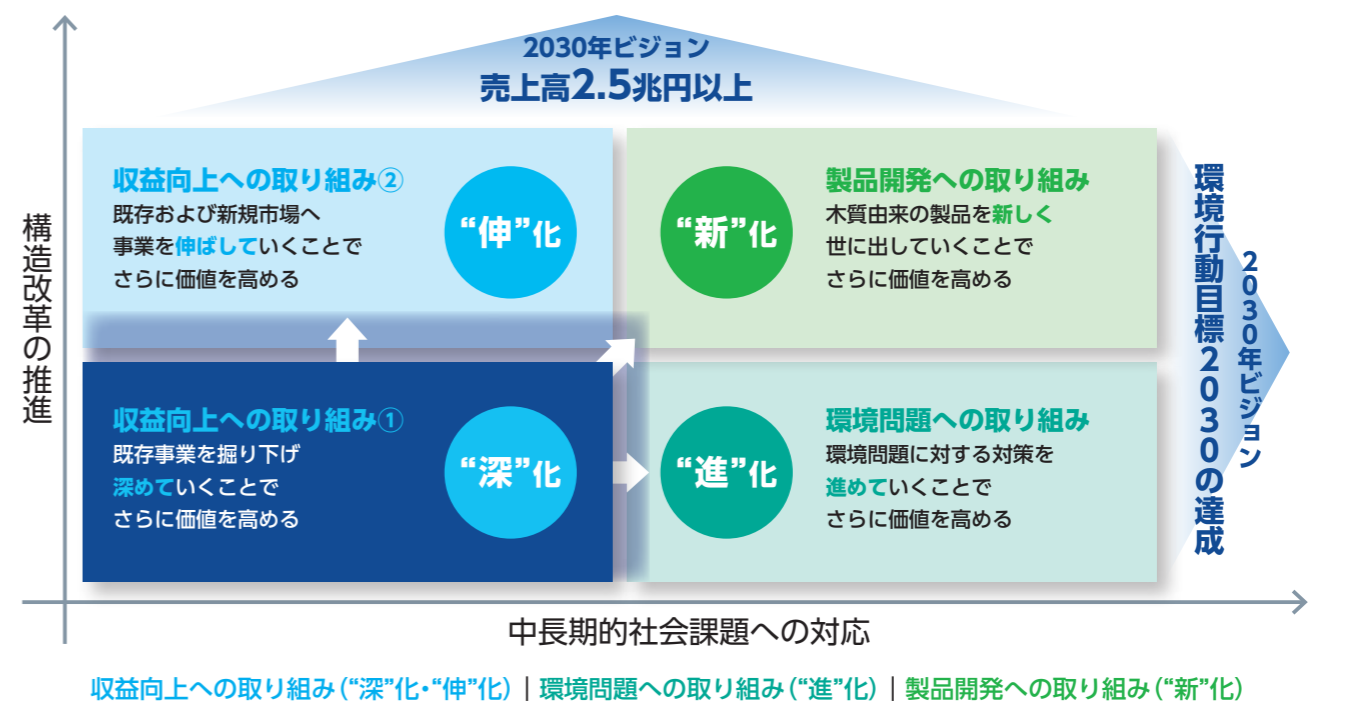 2030年ビジョン
売上高2.5兆円以上
構造改革の推進
収益向上への取り組み②
既存および新規市場へ
事業を伸ばしていくことで
さらに価値を高める
“伸”化
“新”化
製品開発への取り組み
木質由来の製品を新しく
世に出していくことで
さらに価値を高める
収益向上への取り組み①
既存事業を掘り下げ
深めていくことで
さらに価値を高める
“深”化
“進”化
環境問題への取り組み
環境問題に対する対策を
進めていくことで
さらに価値を高める
2030年ビジョン
環境行動目標2030の達成
中長期的社会課題への対応
収益向上への取り組み（“深”化・“伸”化）｜環境問題への取り組み（“進”化）｜製品開発への取り組み（“新”化）